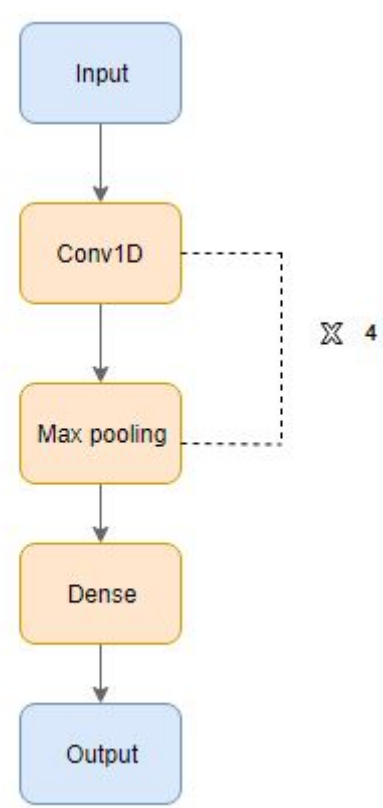 Input
Conv1D
X 4
Max pooling
Dense
Output